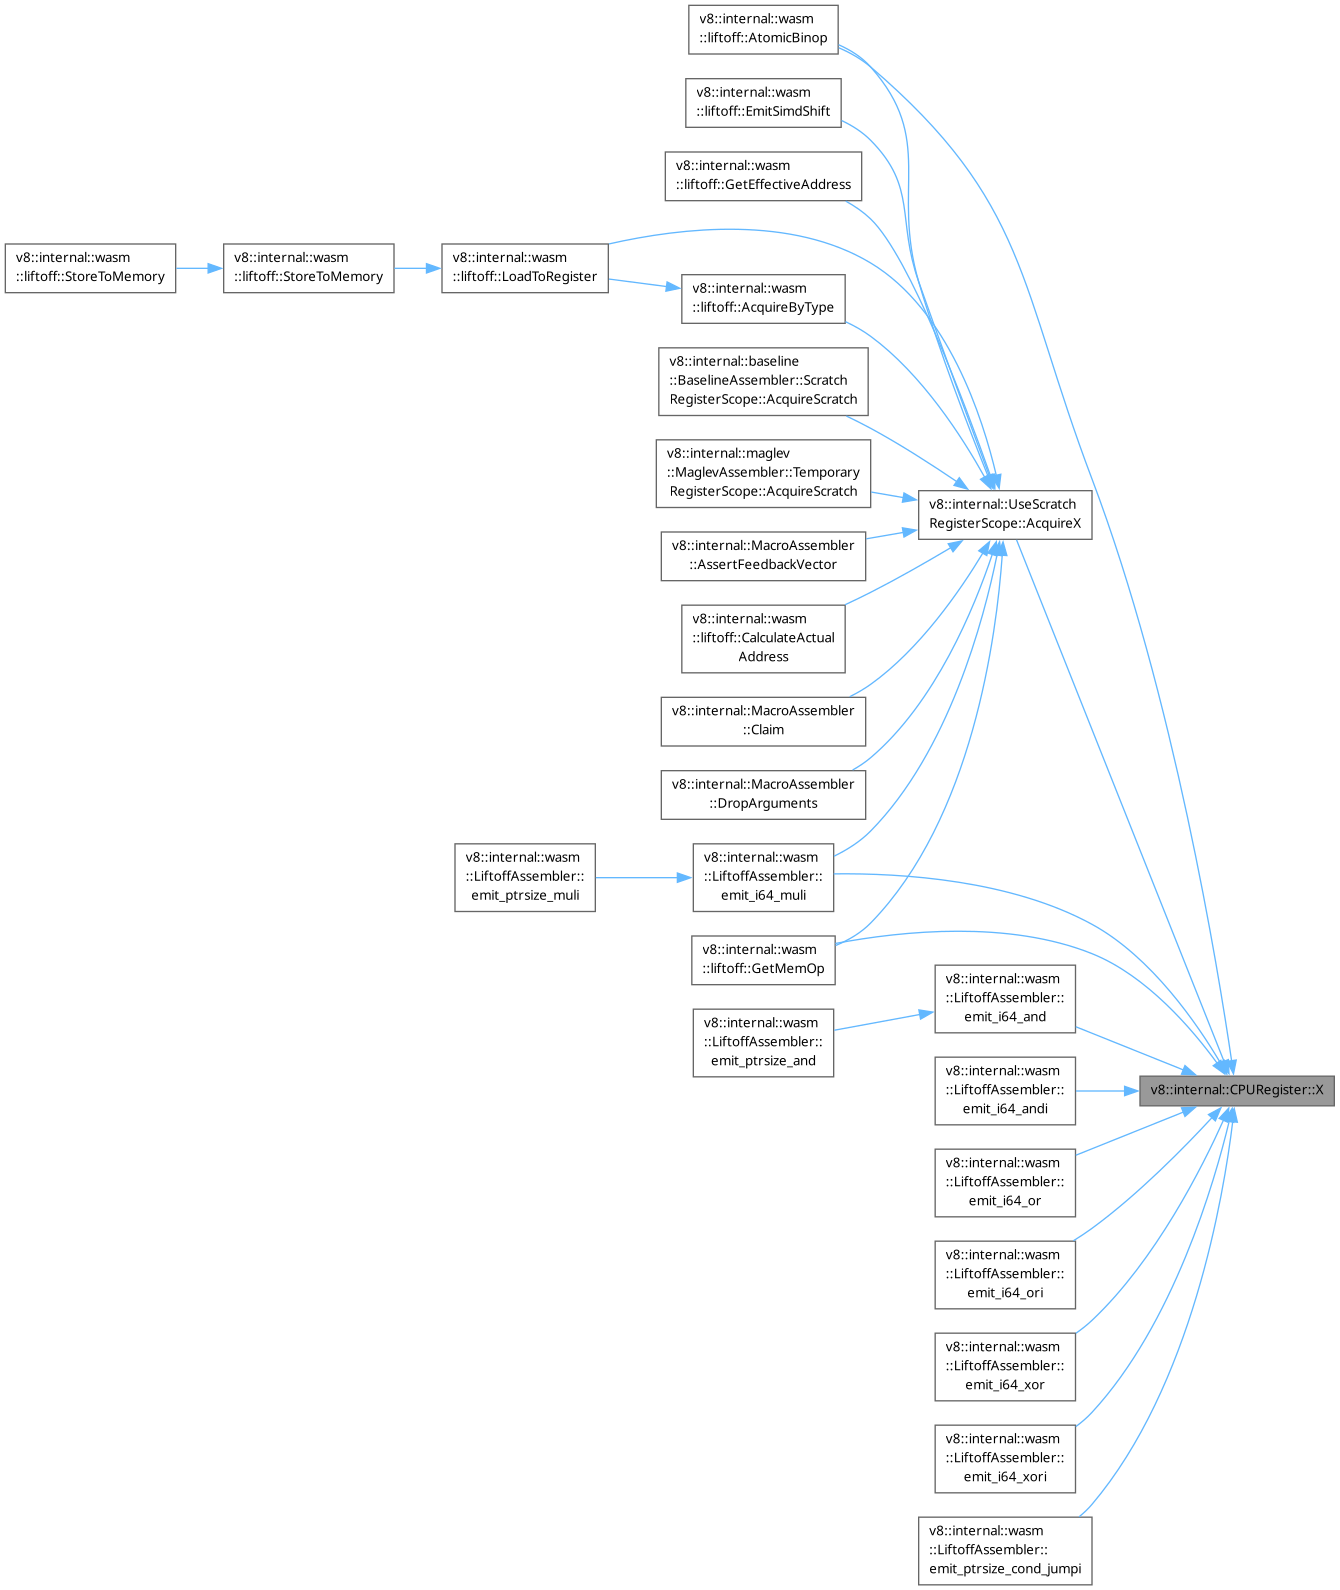 v8::internal::wasm
::liftoff::AtomicBinop
v8::internal::wasm
::liftoff::EmitSimdShift
v8::internal::wasm
::liftoff::GetEffectiveAddress
v8::internal::wasm
::liftoff::StoreToMemory
v8::internal::wasm
::liftoff::StoreToMemory
v8::internal::wasm
::liftoff::LoadToRegister
v8::internal::wasm
::liftoff::AcquireByType
v8::internal::baseline
::BaselineAssembler::Scratch
RegisterScope::AcquireScratch
v8::internal::maglev
::MaglevAssembler::Temporary
RegisterScope::AcquireScratch
v8::internal::UseScratch
RegisterScope::AcquireX
v8::internal::MacroAssembler
::AssertFeedbackVector
v8::internal::wasm
::liftoff::CalculateActual
Address
v8::internal::MacroAssembler
::Claim
v8::internal::MacroAssembler
::DropArguments
v8::internal::wasm
::LiftoffAssembler::
emit_ptrsize_muli
v8::internal::wasm
::LiftoffAssembler::
emit_i64_muli
v8::internal::wasm
::liftoff::GetMemOp
v8::internal::wasm
::LiftoffAssembler::
emit_i64_and
v8::internal::wasm
::LiftoffAssembler::
emit_ptrsize_and
v8::internal::wasm
::LiftoffAssembler::
emit_i64_andi
v8::internal::CPURegister::X
v8::internal::wasm
::LiftoffAssembler::
emit_i64_or
v8::internal::wasm
::LiftoffAssembler::
emit_i64_ori
v8::internal::wasm
::LiftoffAssembler::
emit_i64_xor
v8::internal::wasm
::LiftoffAssembler::
emit_i64_xori
v8::internal::wasm
::LiftoffAssembler::
emit_ptrsize_cond_jumpi